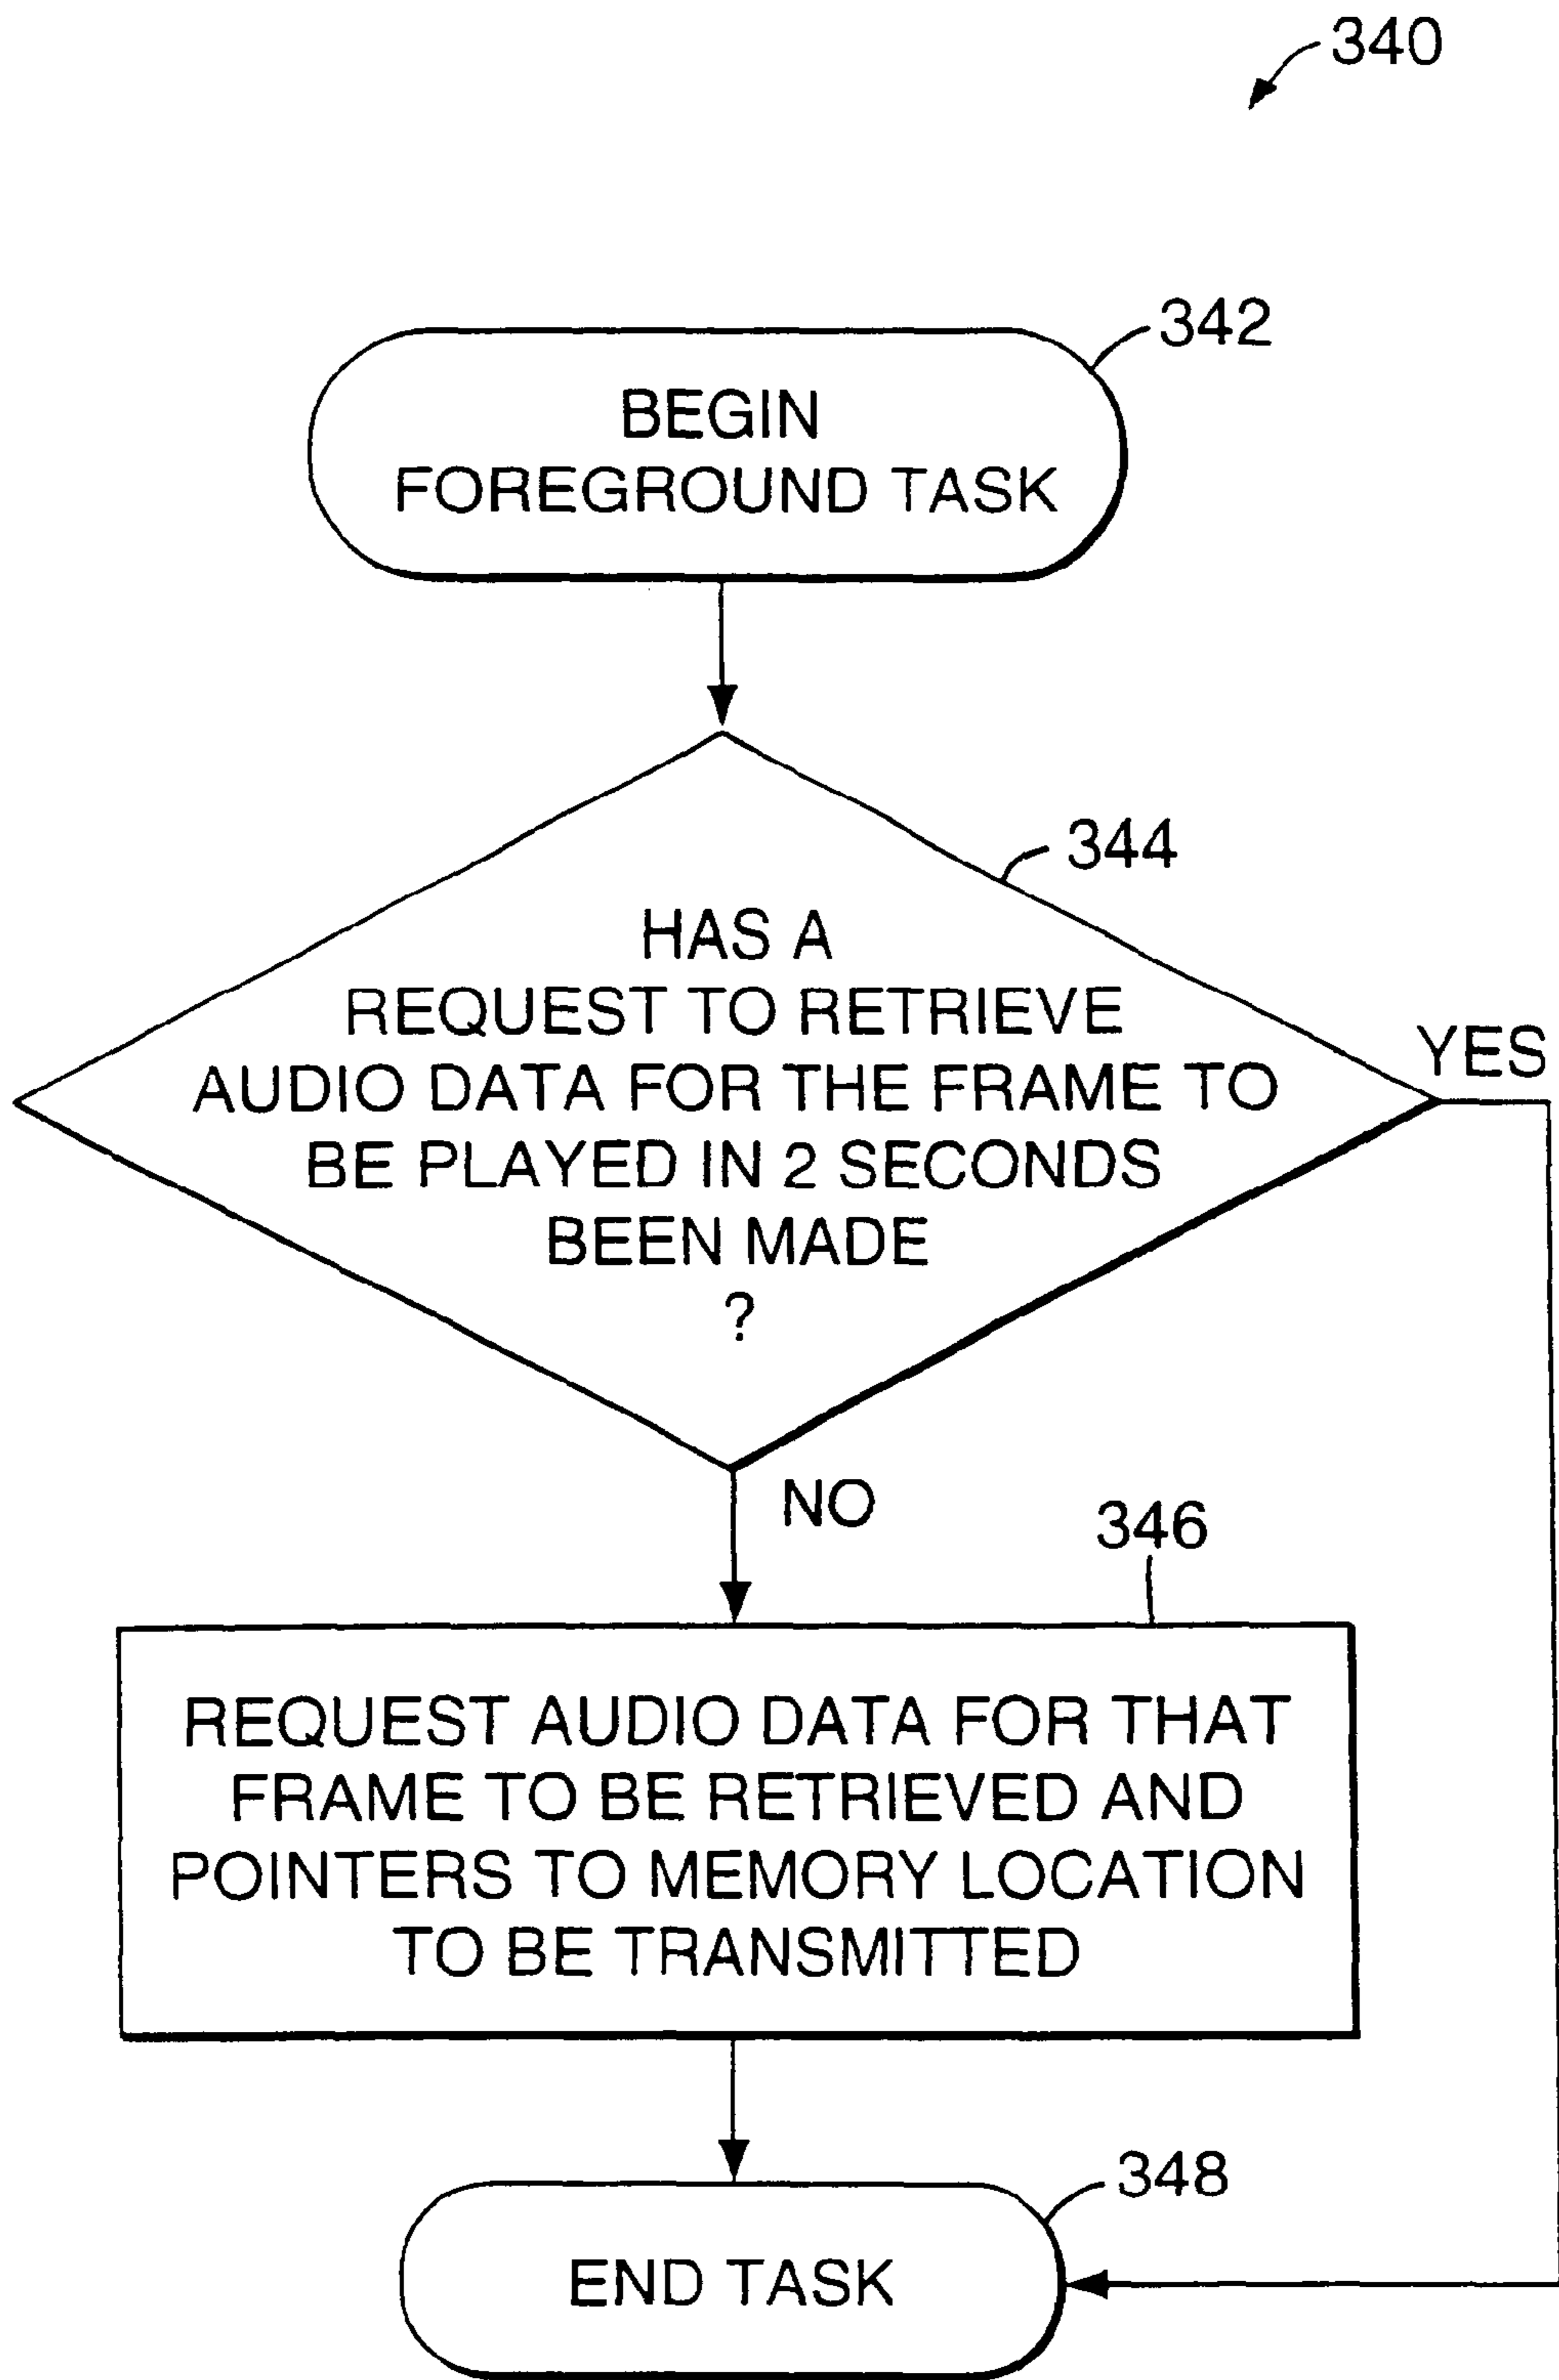 340
342
BEGIN
FOREGROUND TASK
344
HAS A
REQUEST TO RETRIEVE
AUDIO DATA FOR THE FRAME TO
BE PLAYED IN 2 SECONDS
BEEN MADE
?
YES
NO
346
REQUEST AUDIO DATA FOR THAT
FRAME TO BE RETRIEVED AND
POINTERS TO MEMORY LOCATION
TO BE TRANSMITTED
348
END TASK